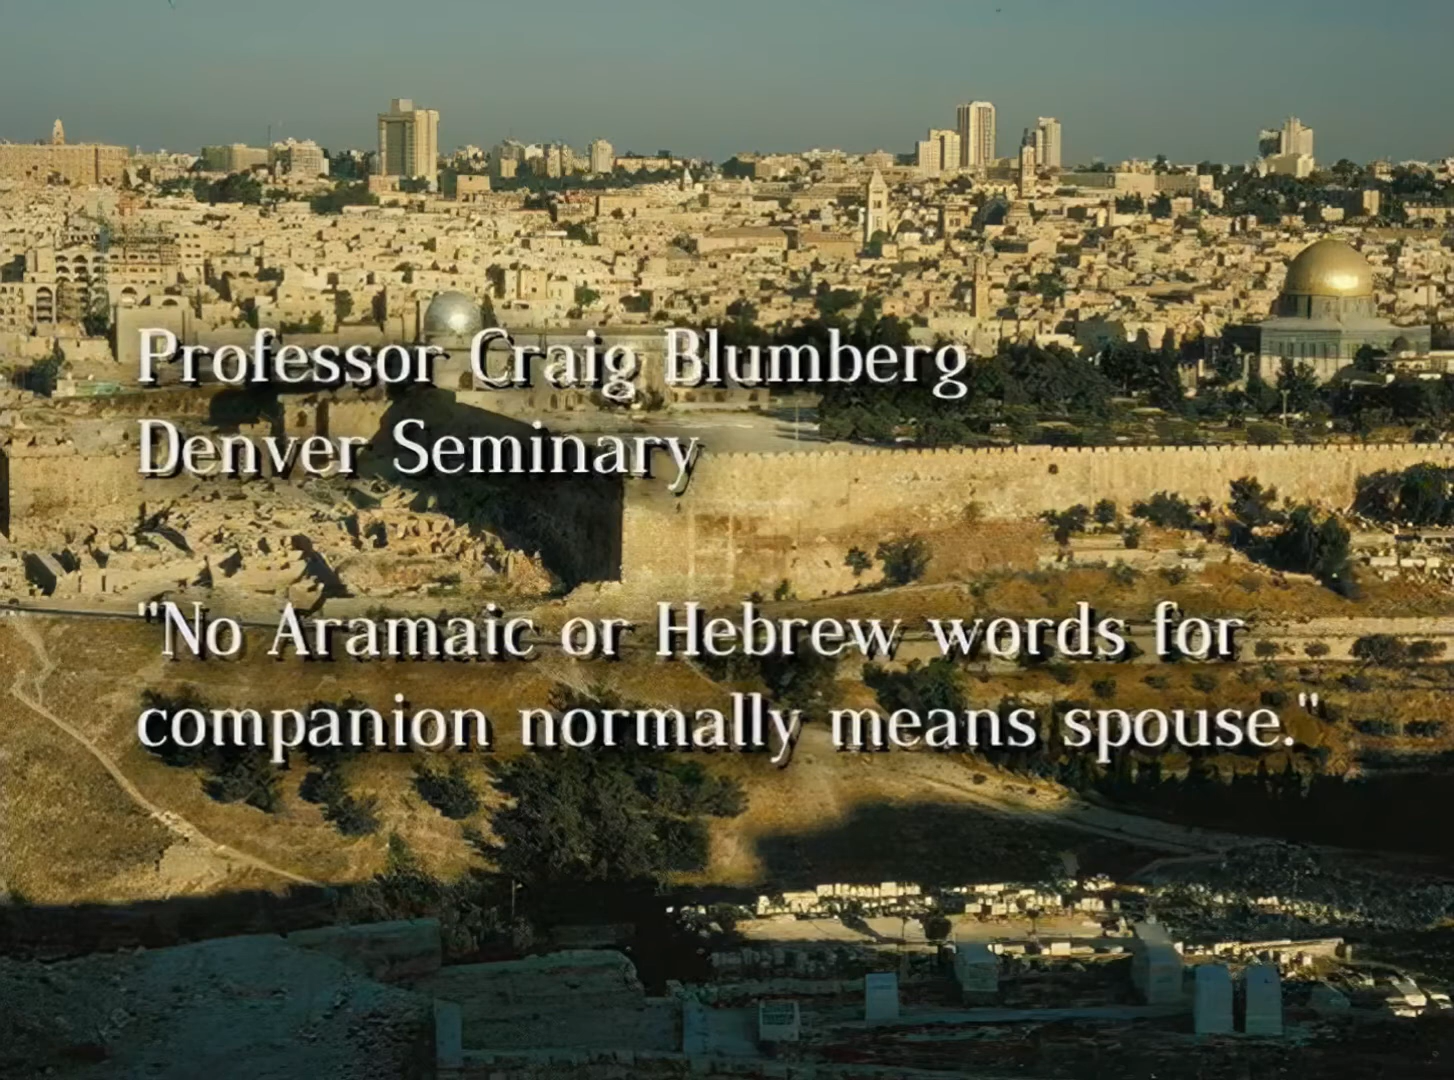 Professor Craig Blumberg
Denver Seminary
"No Aramaic or Hebrew words for
companion normally means spouse."